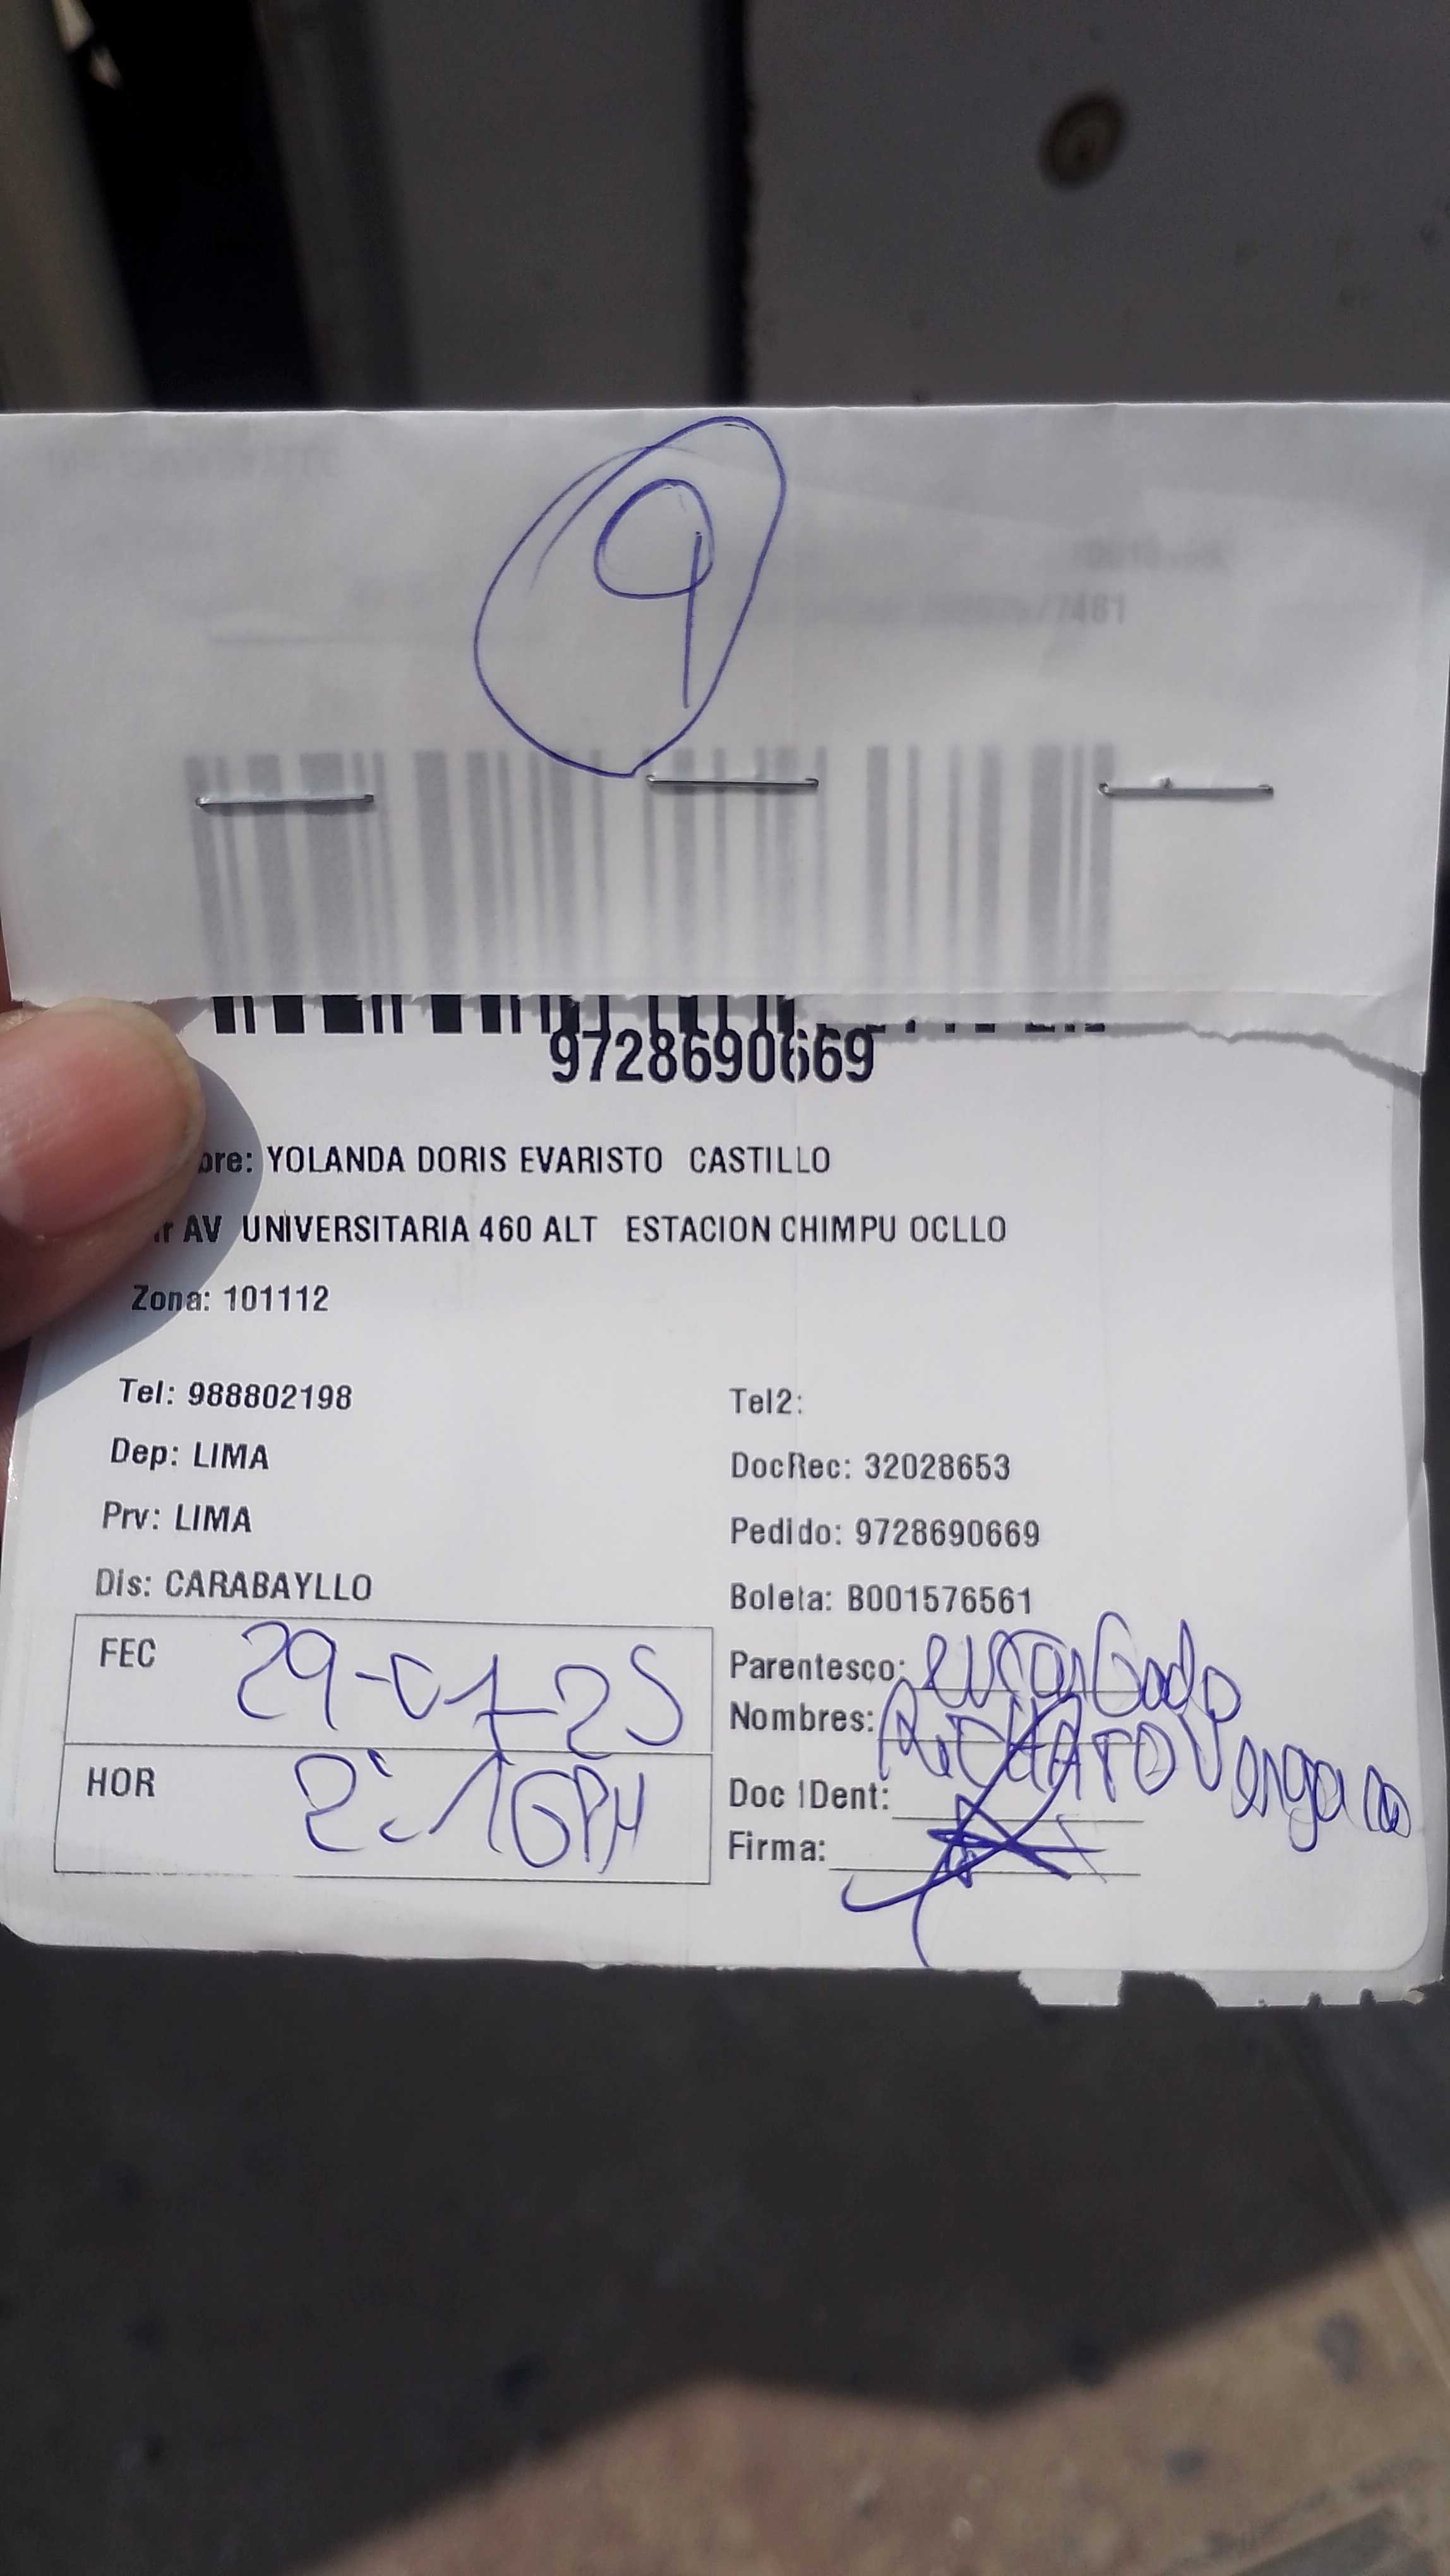 9
9728690669
bre: YOLANDA DORIS EVARISTO CASTILLO
r AV UNIVERSITARIA 460 ALT ESTACION CHIMPU OCLLO
Zona: 101112
Tel: 988802198
Tel2:
Dep: LIMA
DocRec: 32028653
Prv: LIMA
Pedido: 9728690669
Dis: CARABAYLLO
Boleta: B001576561
FEC 29-01-25
Parentesco: encargado
Nombres: Vergara
HOR 2:16PM
Doc IDent:
Firma: